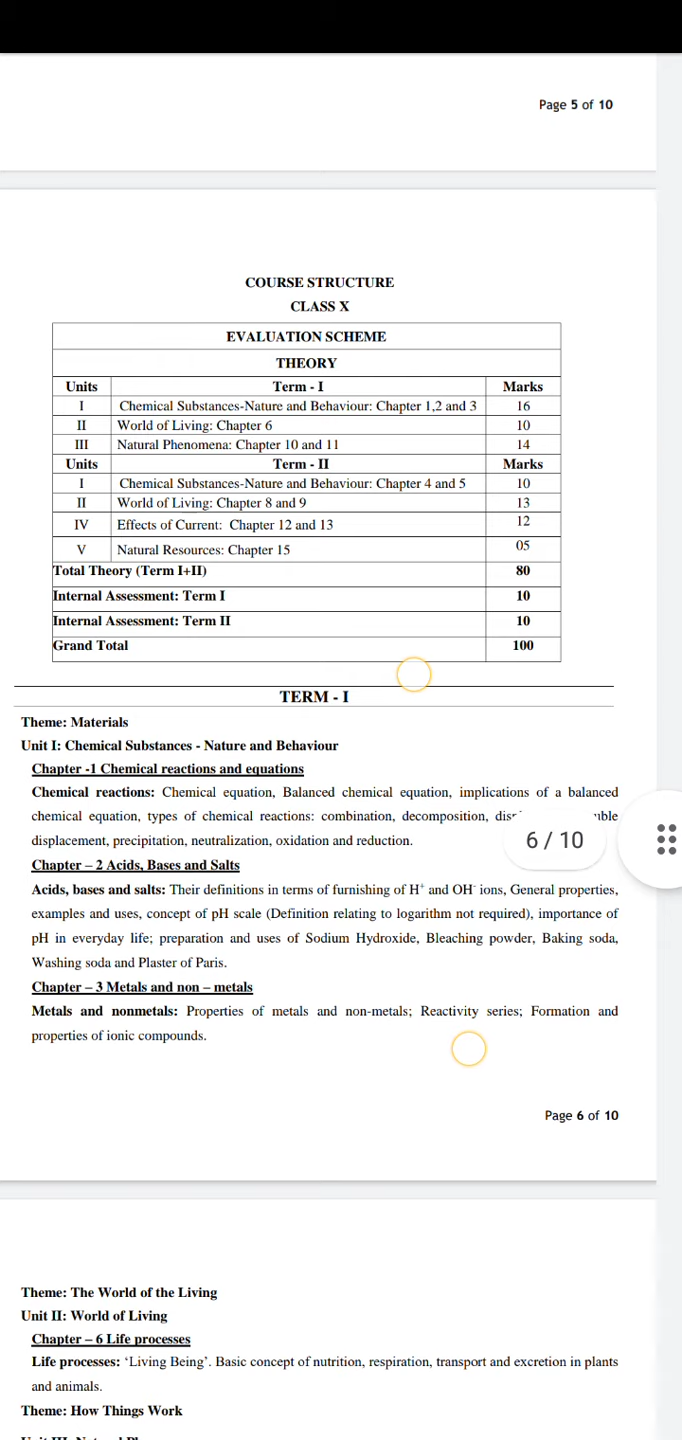 Page 5 of 10
COURSE STRUCTURE
CLASS X
EVALUATION SCHEME
THEORY
Units Term - I Marks
I Chemical Substances-Nature and Behaviour: Chapter 1,2 and 3 16
II World of Living: Chapter 6 10
III Natural Phenomena: Chapter 10 and 11 14
Units Term - II Marks
I Chemical Substances-Nature and Behaviour: Chapter 4 and 5 10
II World of Living: Chapter 8 and 9 13
IV Effects of Current: Chapter 12 and 13 12
V Natural Resources: Chapter 15 05
Total Theory (Term I+II) 80
Internal Assessment: Term I 10
Internal Assessment: Term II 10
Grand Total 100
TERM - I
Theme: Materials
Unit I: Chemical Substances - Nature and Behaviour
Chapter -1 Chemical reactions and equations
Chemical reactions: Chemical equation, Balanced chemical equation, implications of a balanced
chemical equation, types of chemical reactions: combination, decomposition,
displacement, precipitation, neutralization, oxidation and reduction.
6 / 10
Chapter – 2 Acids, Bases and Salts
Acids, bases and salts: Their definitions in terms of furnishing of H⁺ and OH⁻ ions, General properties,
examples and uses, concept of pH scale (Definition relating to logarithm not required), importance of
pH in everyday life; preparation and uses of Sodium Hydroxide, Bleaching powder, Baking soda,
Washing soda and Plaster of Paris.
Chapter – 3 Metals and non – metals
Metals and nonmetals: Properties of metals and non-metals; Reactivity series; Formation and
properties of ionic compounds.
Page 6 of 10
Theme: The World of the Living
Unit II: World of Living
Chapter – 6 Life processes
Life processes: ‘Living Being’. Basic concept of nutrition, respiration, transport and excretion in plants
and animals.
Theme: How Things Work